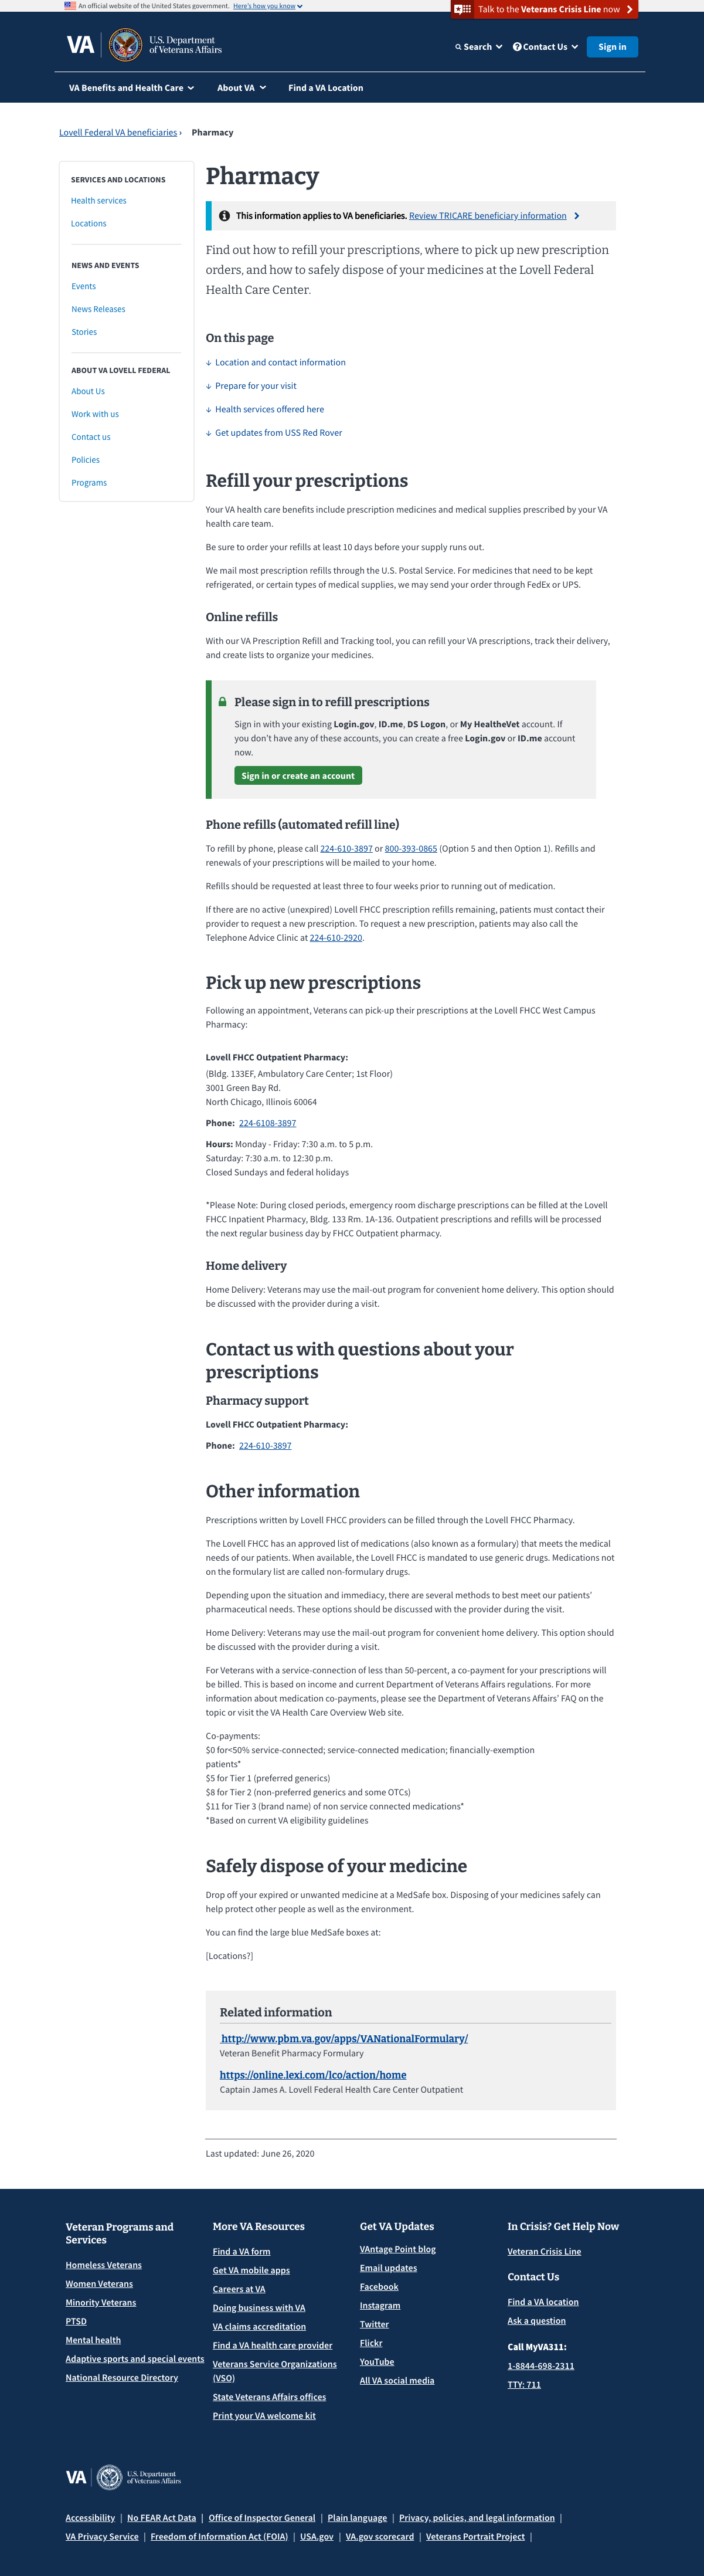 An official website of the United States government. Here's how you know
Talk to the Veterans Crisis Line now
VA
U.S. Department
of Veterans Affairs
Search
Contact Us
Sign in
VA Benefits and Health Care
About VA
Find a VA Location
Lovell Federal VA beneficiaries › Pharmacy
SERVICES AND LOCATIONS
Health services
Locations
NEWS AND EVENTS
Events
News Releases
Stories
ABOUT VA LOVELL FEDERAL
About Us
Work with us
Contact us
Policies
Programs
Pharmacy
This information applies to VA beneficiaries. Review TRICARE beneficiary information
Find out how to refill your prescriptions, where to pick up new prescription
orders, and how to safely dispose of your medicines at the Lovell Federal
Health Care Center.
On this page
↓ Location and contact information
↓ Prepare for your visit
↓ Health services offered here
↓ Get updates from USS Red Rover
Refill your prescriptions
Your VA health care benefits include prescription medicines and medical supplies prescribed by your VA
health care team.
Be sure to order your refills at least 10 days before your supply runs out.
We mail most prescription refills through the U.S. Postal Service. For medicines that need to be kept
refrigerated, or certain types of medical supplies, we may send your order through FedEx or UPS.
Online refills
With our VA Prescription Refill and Tracking tool, you can refill your VA prescriptions, track their delivery,
and create lists to organize your medicines.
Please sign in to refill prescriptions
Sign in with your existing Login.gov, ID.me, DS Logon, or My HealtheVet account. If
you don't have any of these accounts, you can create a free Login.gov or ID.me account
now.
Sign in or create an account
Phone refills (automated refill line)
To refill by phone, please call 224-610-3897 or 800-393-0865 (Option 5 and then Option 1). Refills and
renewals of your prescriptions will be mailed to your home.
Refills should be requested at least three to four weeks prior to running out of medication.
If there are no active (unexpired) Lovell FHCC prescription refills remaining, patients must contact their
provider to request a new prescription. To request a new prescription, patients may also call the
Telephone Advice Clinic at 224-610-2920.
Pick up new prescriptions
Following an appointment, Veterans can pick-up their prescriptions at the Lovell FHCC West Campus
Pharmacy:
Lovell FHCC Outpatient Pharmacy:
(Bldg. 133EF, Ambulatory Care Center; 1st Floor)
3001 Green Bay Rd.
North Chicago, Illinois 60064
Phone: 224-6108-3897
Hours: Monday - Friday: 7:30 a.m. to 5 p.m.
Saturday: 7:30 a.m. to 12:30 p.m.
Closed Sundays and federal holidays
*Please Note: During closed periods, emergency room discharge prescriptions can be filled at the Lovell
FHCC Inpatient Pharmacy, Bldg. 133 Rm. 1A-136. Outpatient prescriptions and refills will be processed
the next regular business day by FHCC Outpatient pharmacy.
Home delivery
Home Delivery: Veterans may use the mail-out program for convenient home delivery. This option should
be discussed with the provider during a visit.
Contact us with questions about your
prescriptions
Pharmacy support
Lovell FHCC Outpatient Pharmacy:
Phone: 224-610-3897
Other information
Prescriptions written by Lovell FHCC providers can be filled through the Lovell FHCC Pharmacy.
The Lovell FHCC has an approved list of medications (also known as a formulary) that meets the medical
needs of our patients. When available, the Lovell FHCC is mandated to use generic drugs. Medications not
on the formulary list are called non-formulary drugs.
Depending upon the situation and immediacy, there are several methods to best meet our patients'
pharmaceutical needs. These options should be discussed with the provider during the visit.
Home Delivery: Veterans may use the mail-out program for convenient home delivery. This option should
be discussed with the provider during a visit.
For Veterans with a service-connection of less than 50-percent, a co-payment for your prescriptions will
be billed. This is based on income and current Department of Veterans Affairs regulations. For more
information about medication co-payments, please see the Department of Veterans Affairs' FAQ on the
topic or visit the VA Health Care Overview Web site.
Co-payments:
$0 for<50% service-connected; service-connected medication; financially-exemption
patients*
$5 for Tier 1 (preferred generics)
$8 for Tier 2 (non-preferred generics and some OTCs)
$11 for Tier 3 (brand name) of non service connected medications*
*Based on current VA eligibility guidelines
Safely dispose of your medicine
Drop off your expired or unwanted medicine at a MedSafe box. Disposing of your medicines safely can
help protect other people as well as the environment.
You can find the large blue MedSafe boxes at:
[Locations?]
Related information
http://www.pbm.va.gov/apps/VANationalFormulary/
Veteran Benefit Pharmacy Formulary
https://online.lexi.com/lco/action/home
Captain James A. Lovell Federal Health Care Center Outpatient
Last updated: June 26, 2020
Veteran Programs and
Services
Homeless Veterans
Women Veterans
Minority Veterans
PTSD
Mental health
Adaptive sports and special events
National Resource Directory
More VA Resources
Find a VA form
Get VA mobile apps
Careers at VA
Doing business with VA
VA claims accreditation
Find a VA health care provider
Veterans Service Organizations
(VSO)
State Veterans Affairs offices
Print your VA welcome kit
Get VA Updates
VAntage Point blog
Email updates
Facebook
Instagram
Twitter
Flickr
YouTube
All VA social media
In Crisis? Get Help Now
Veteran Crisis Line
Contact Us
Find a VA location
Ask a question
Call MyVA311:
1-8844-698-2311
TTY: 711
VA
U.S. Department
of Veterans Affairs
Accessibility | No FEAR Act Data | Office of Inspector General | Plain language | Privacy, policies, and legal information |
VA Privacy Service | Freedom of Information Act (FOIA) | USA.gov | VA.gov scorecard | Veterans Portrait Project |